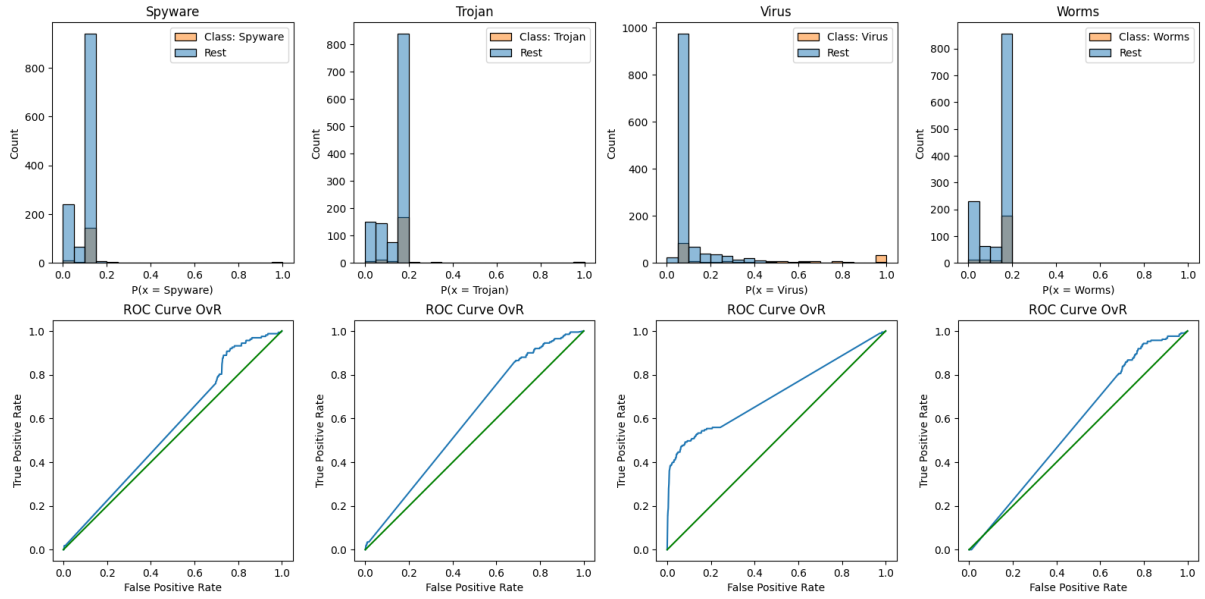 Spyware
Class: Spyware
Rest
800
600
400
200
0
Count
0.0 0.2 0.4 0.6 0.8 1.0
P(x = Spyware)
Trojan
Class: Trojan
Rest
800
700
600
500
400
300
200
100
0
Count
0.0 0.2 0.4 0.6 0.8 1.0
P(x = Trojan)
Virus
Class: Virus
Rest
1000
800
600
400
200
0
Count
0.0 0.2 0.4 0.6 0.8 1.0
P(x = Virus)
Worms
Class: Worms
Rest
800
700
600
500
400
300
200
100
0
Count
0.0 0.2 0.4 0.6 0.8 1.0
P(x = Worms)
ROC Curve OvR
1.0
0.8
0.6
0.4
0.2
0.0
True Positive Rate
0.0 0.2 0.4 0.6 0.8 1.0
False Positive Rate
ROC Curve OvR
1.0
0.8
0.6
0.4
0.2
0.0
True Positive Rate
0.0 0.2 0.4 0.6 0.8 1.0
False Positive Rate
ROC Curve OvR
1.0
0.8
0.6
0.4
0.2
0.0
True Positive Rate
0.0 0.2 0.4 0.6 0.8 1.0
False Positive Rate
ROC Curve OvR
1.0
0.8
0.6
0.4
0.2
0.0
True Positive Rate
0.0 0.2 0.4 0.6 0.8 1.0
False Positive Rate